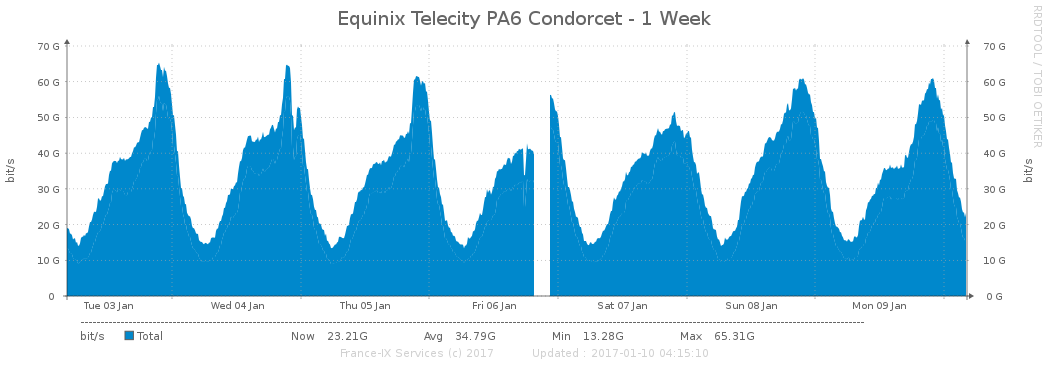 Equinix Telecity PA6 Condorcet - 1 Week
RRDTOOL / TOBI OETIKER
bit/s
70 G
60 G
50 G
40 G
30 G
20 G
10 G
0
70 G
60 G
50 G
40 G
30 G
20 G
10 G
0 G
bit/s
Tue 03 Jan Wed 04 Jan Thu 05 Jan Fri 06 Jan Sat 07 Jan Sun 08 Jan Mon 09 Jan
bit/s Total Now 23.21G Avg 34.79G Min 13.28G Max 65.31G
France-IX Services (c) 2017 Updated : 2017-01-10 04:15:10